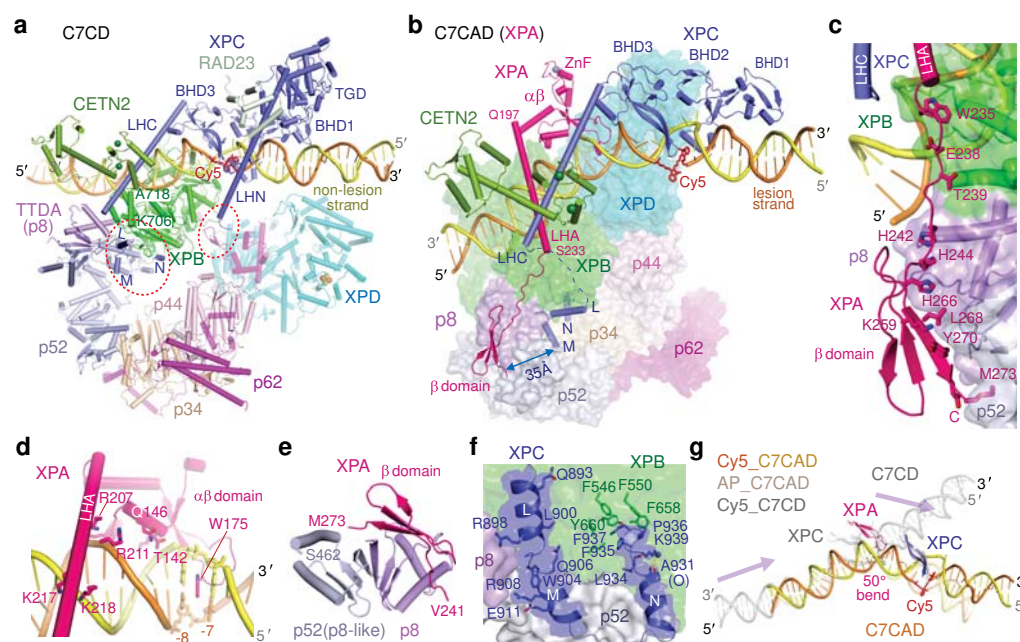 a
C7CD
XPC
RAD23
CETN2
BHD3
TGD
LHC
BHD1
5′
5′
Cy5
3′
A718
non-lesion
strand
TTDA
(p8)
K706
LHN
L
XPB
N
M
XPD
p44
p52
p62
p34
b
C7CAD (XPA)
XPC
ZnF
BHD3
BHD2
XPA
BHD1
αβ
CETN2
Q197
3′
5′
5′
Cy5
lesion
strand
XPD
3′
LHA
LHC
S233
5′
XPB
p44
L
p8
N
p34
M
35Å
p62
β domain
p52
c
LHC
XPC
LHA
W235
XPB
E238
T239
5′
H242
p8
H244
XPA
H266
K259
L268
Y270
β domain
M273
p52
C
d
XPA
LHA
R207
αβ domain
Q146
W175
R211
T142
3′
K217
K218
-7
-8
5′
e
XPA
β domain
M273
S462
V241
p52(p8-like)
p8
f
XPC
XPB
Q893
F546
F550
L
F658
L900
R898
Y660
P936
F937
K939
p8
F935
Q906
A931
(O)
R908
W904
L934
M
N
E911
p52
g
Cy5_C7CAD
AP_C7CAD
Cy5_C7CD
C7CD
3′
5′
XPA
XPC
XPC
3′
3′
50°
bend
5′
Cy5
5′
C7CAD